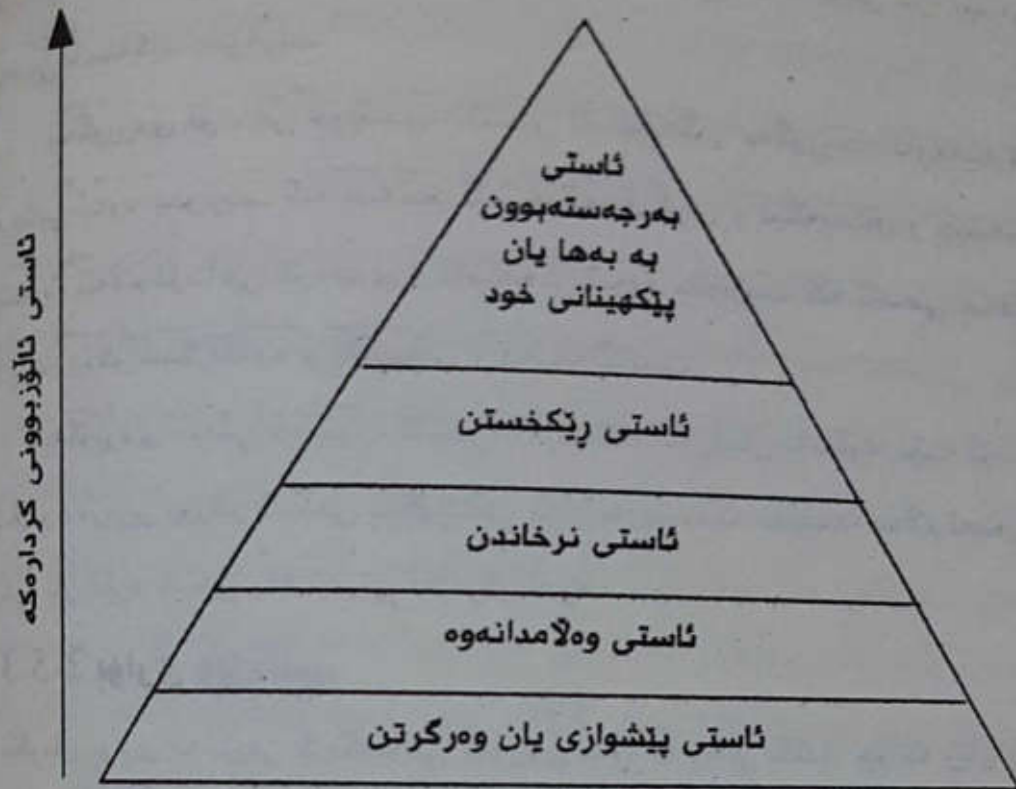 ئاستی
بەرجەستەبوون
بە بەها یان
پێکهێنانی خود
ئاستی ڕێکخستن
ئاستی نرخاندن
ئاستی وەڵامدانەوە
ئاستی پێشوازی یان وەرگرتن
ئاستی ئاڵۆزبوونی کردارەکە